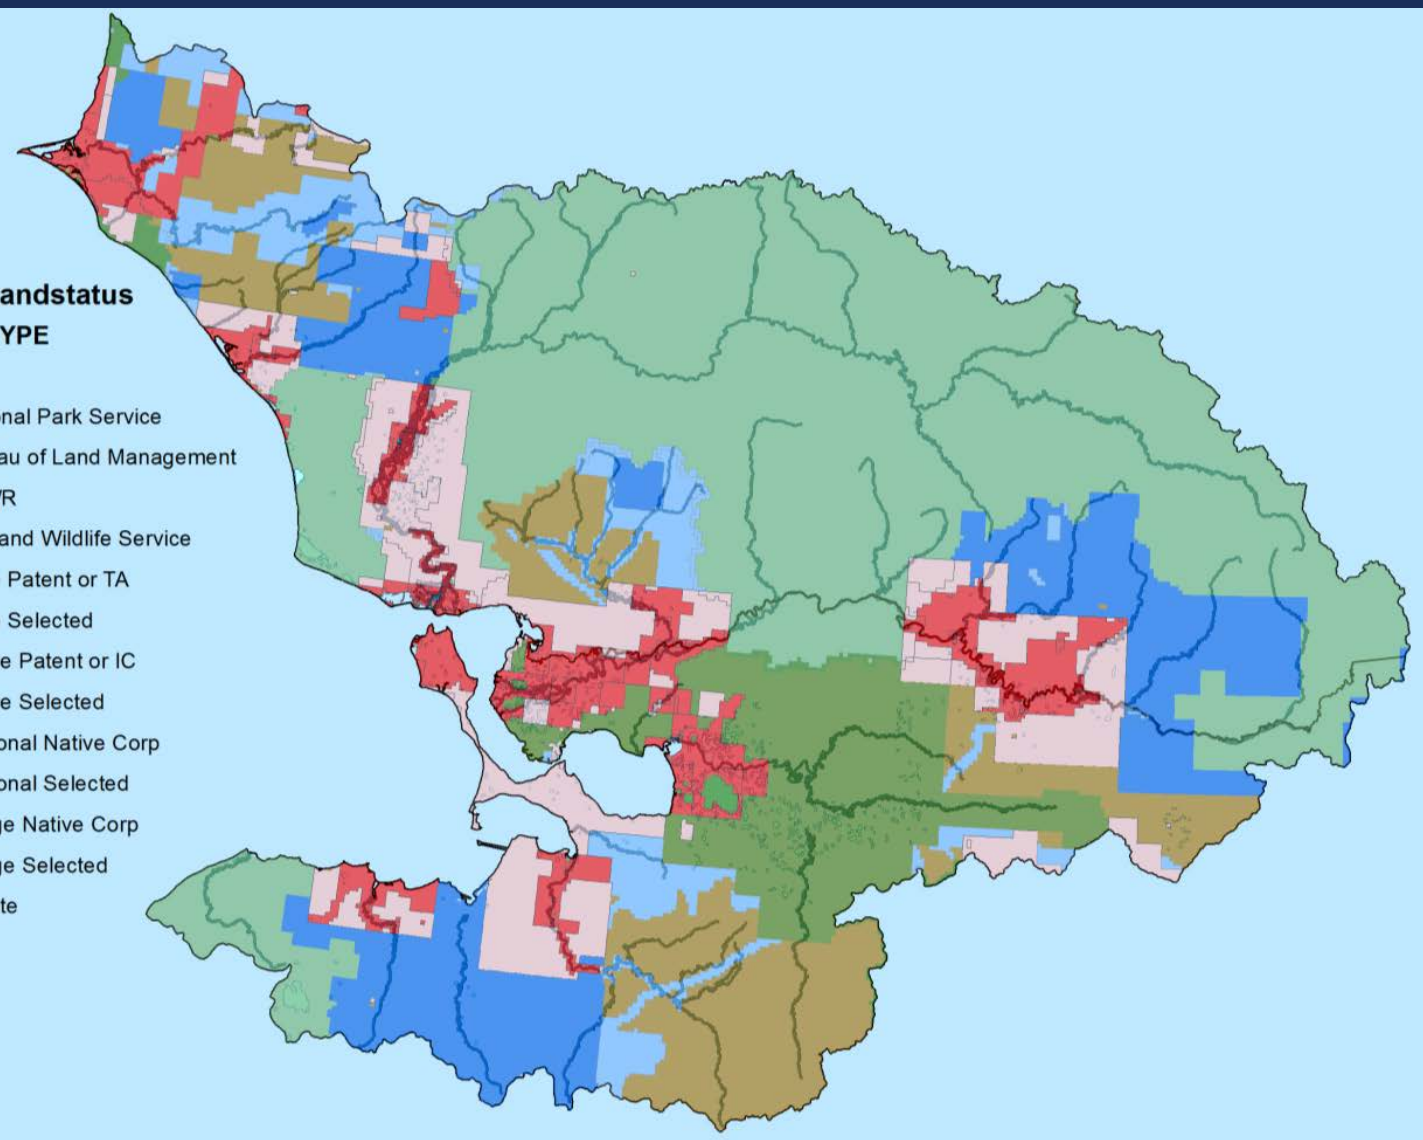 andstatus
YPE
onal Park Service
au of Land Management
/R
and Wildlife Service
Patent or TA
Selected
e Patent or IC
e Selected
onal Native Corp
onal Selected
ge Native Corp
ge Selected
te